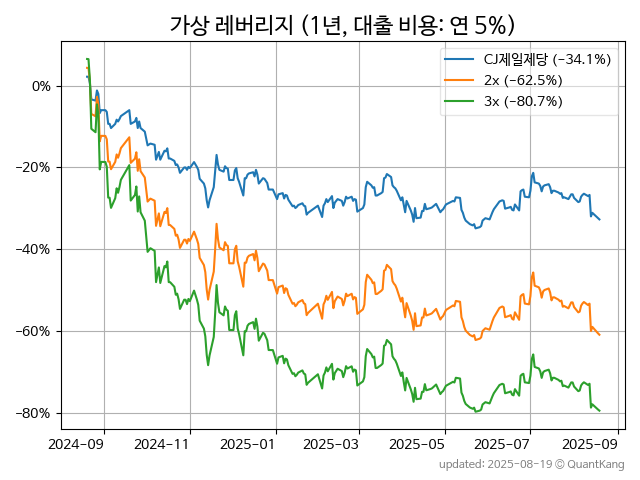 가상 레버리지 (1년, 대출 비용: 연 5%)
CJ제일제당 (−34.1%)
2x (−62.5%)
3x (−80.7%)
0%
−20%
−40%
−60%
−80%
2024-09 2024-11 2025-01 2025-03 2025-05 2025-07 2025-09
updated: 2025-08-19 © QuantKang